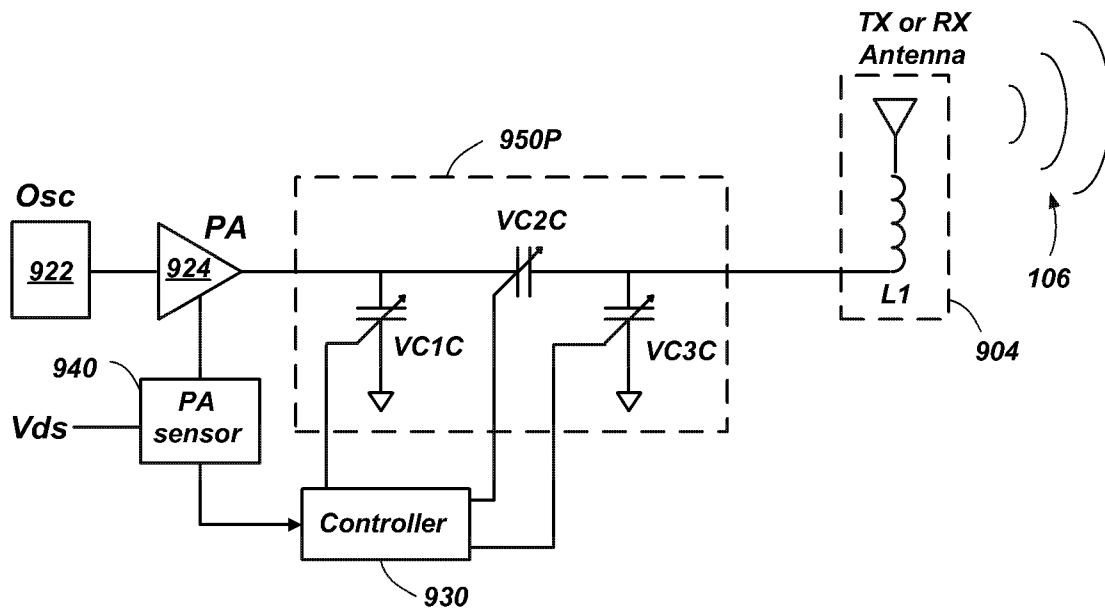 TX or RX
Antenna
950P
Osc
PA
VC2C
922
924
L1
106
VC1C
VC3C
904
940
PA
sensor
Vds
Controller
930